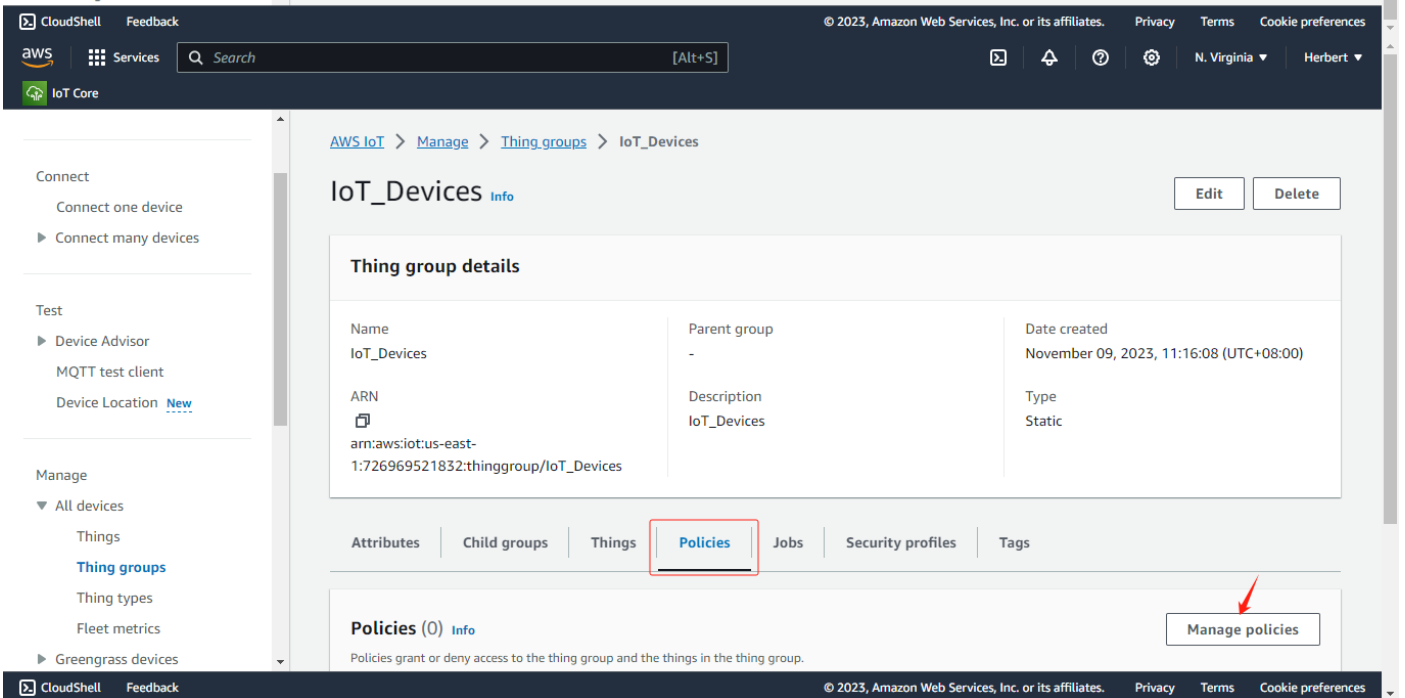 CloudShell Feedback © 2023, Amazon Web Services, Inc. or its affiliates. Privacy Terms Cookie preferences
aws Services Search [Alt+S] N. Virginia Herbert
IoT Core
Connect
Connect one device
Connect many devices
Test
Device Advisor
MQTT test client
Device Location New
Manage
All devices
Things
Thing groups
Thing types
Fleet metrics
Greengrass devices
AWS IoT > Manage > Thing groups > IoT_Devices
IoT_Devices Info Edit Delete
Thing group details
Name
IoT_Devices
ARN
arn:aws:iot:us-east-
1:726969521832:thinggroup/IoT_Devices
Parent group
-
Description
IoT_Devices
Date created
November 09, 2023, 11:16:08 (UTC+08:00)
Type
Static
Attributes Child groups Things Policies Jobs Security profiles Tags
Policies (0) Info Manage policies
Policies grant or deny access to the thing group and the things in the thing group.
CloudShell Feedback © 2023, Amazon Web Services, Inc. or its affiliates. Privacy Terms Cookie preferences